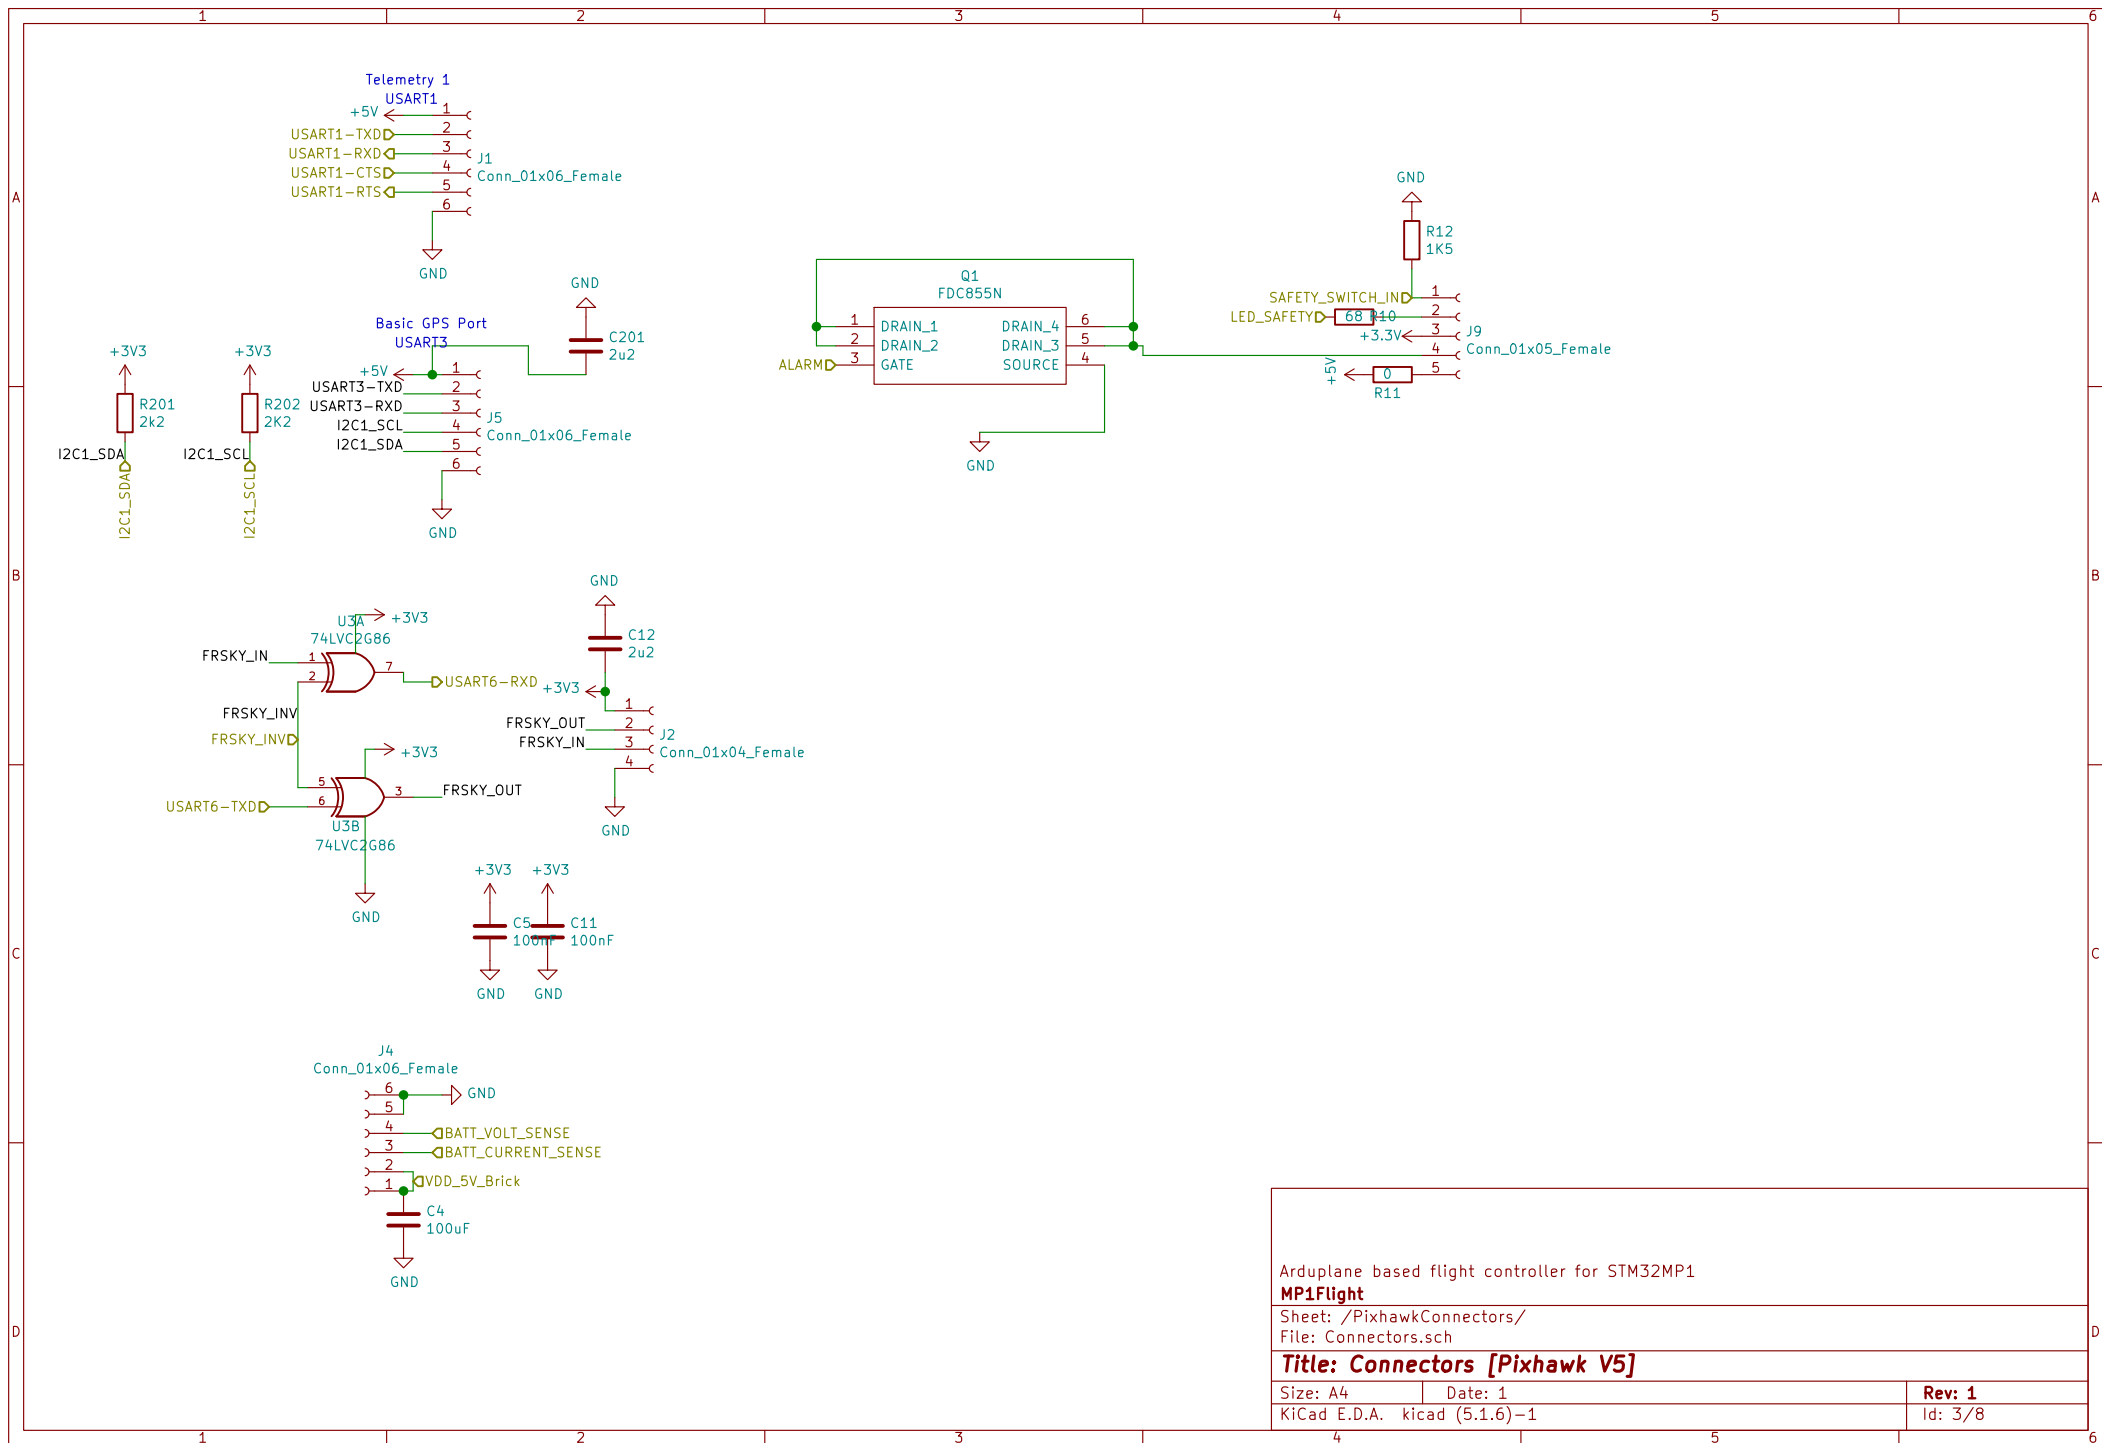 1 2 3 4 5 6
A
B
C
D
A
B
C
D
1 2 3 4 5 6
Telemetry 1
USART1
+5V
USART1-TXD
USART1-RXD
USART1-CTS
USART1-RTS
1
2
3
4
5
6
J1
Conn_01x06_Female
GND
GND
C201
2u2
Basic GPS Port
USART3
+5V
USART3-TXD
USART3-RXD
I2C1_SCL
I2C1_SDA
1
2
3
4
5
6
J5
Conn_01x06_Female
GND
+3V3
R201
2k2
I2C1_SDA
I2C1_SDA
+3V3
R202
2K2
I2C1_SCL
I2C1_SCL
Q1
FDC855N
1 DRAIN_1
2 DRAIN_2
3 GATE
DRAIN_4 6
DRAIN_3 5
SOURCE 4
ALARM
GND
GND
R12
1K5
SAFETY_SWITCH_IN
LED_SAFETY
68 R10
+3.3V
+5V
0
R11
1
2
3
4
5
J9
Conn_01x05_Female
U3A
74LVC2G86
+3V3
FRSKY_IN
1
2
7
USART6-RXD
FRSKY_INV
FRSKY_INV
+3V3
5
6
3
FRSKY_OUT
USART6-TXD
U3B
74LVC2G86
GND
GND
C12
2u2
+3V3
FRSKY_OUT
FRSKY_IN
1
2
3
4
J2
Conn_01x04_Female
GND
+3V3
C5
100nF
GND
+3V3
C11
100nF
GND
J4
Conn_01x06_Female
6
5
4
3
2
1
GND
BATT_VOLT_SENSE
BATT_CURRENT_SENSE
VDD_5V_Brick
C4
100uF
GND
Arduplane based flight controller for STM32MP1
MP1Flight
Sheet: /PixhawkConnectors/
File: Connectors.sch
Title: Connectors [Pixhawk V5]
Size: A4 Date: 1 Rev: 1
KiCad E.D.A. kicad (5.1.6)-1 Id: 3/8